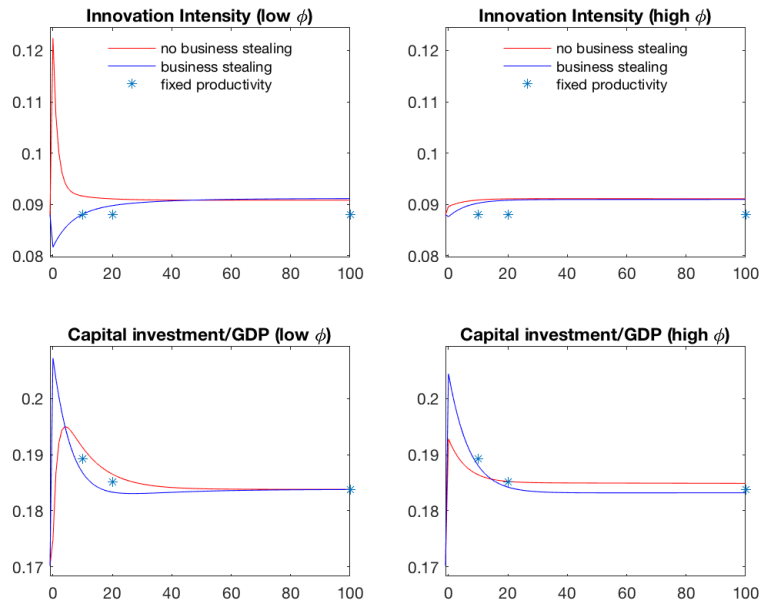 Innovation Intensity (low ϕ)
0.12
0.11
0.1
0.09
0.08
no business stealing
business stealing
fixed productivity
0 20 40 60 80 100
Innovation Intensity (high ϕ)
0.12
0.11
0.1
0.09
0.08
no business stealing
business stealing
fixed productivity
0 20 40 60 80 100
Capital investment/GDP (low ϕ)
0.2
0.19
0.18
0.17
0 20 40 60 80 100
Capital investment/GDP (high ϕ)
0.2
0.19
0.18
0.17
0 20 40 60 80 100